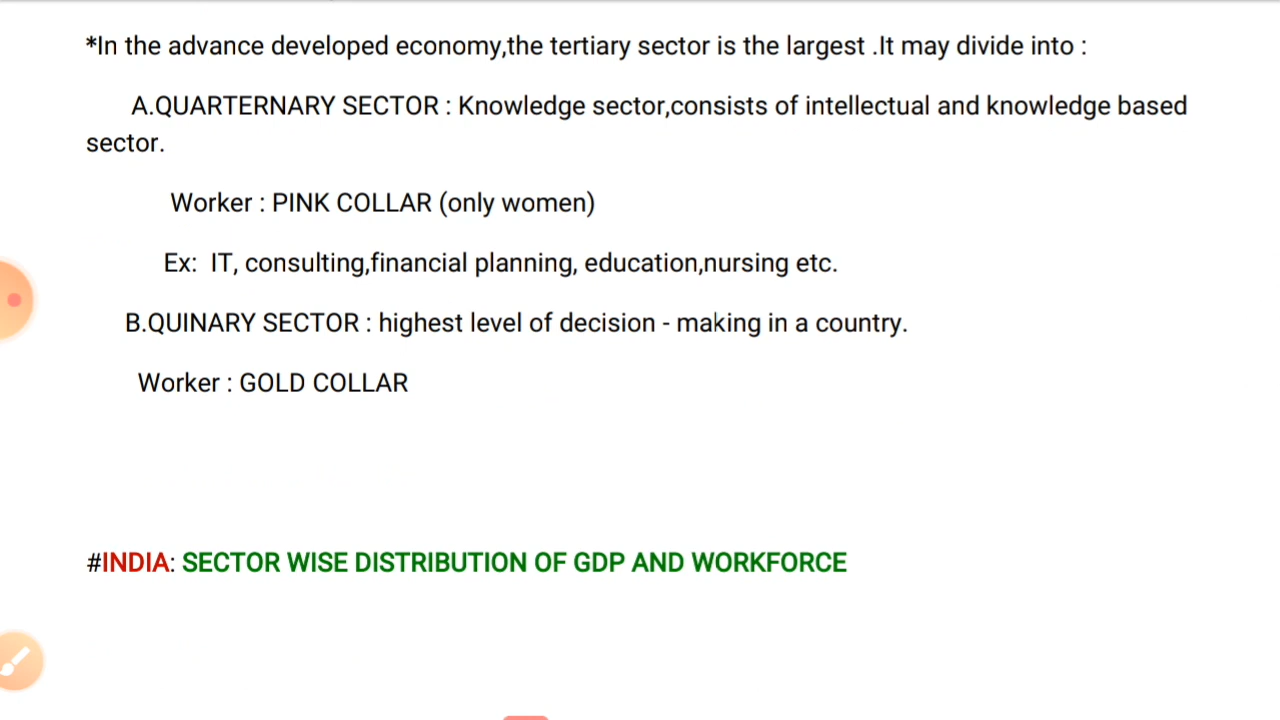 *In the advance developed economy,the tertiary sector is the largest .It may divide into :
A.QUARTERNARY SECTOR : Knowledge sector,consists of intellectual and knowledge based
sector.
Worker : PINK COLLAR (only women)
Ex: IT, consulting,financial planning, education,nursing etc.
B.QUINARY SECTOR : highest level of decision - making in a country.
Worker : GOLD COLLAR
#INDIA: SECTOR WISE DISTRIBUTION OF GDP AND WORKFORCE